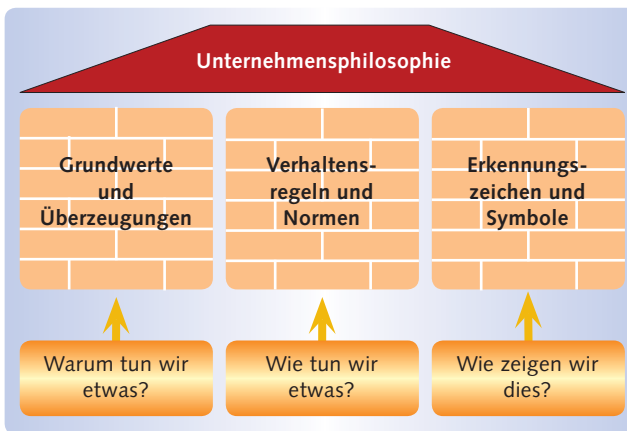 Unternehmensphilosophie
Grundwerte
und
Überzeugungen
Verhaltens-
regeln und
Normen
Erkennungs-
zeichen und
Symbole
Warum tun wir
etwas?
Wie tun wir
etwas?
Wie zeigen wir
dies?